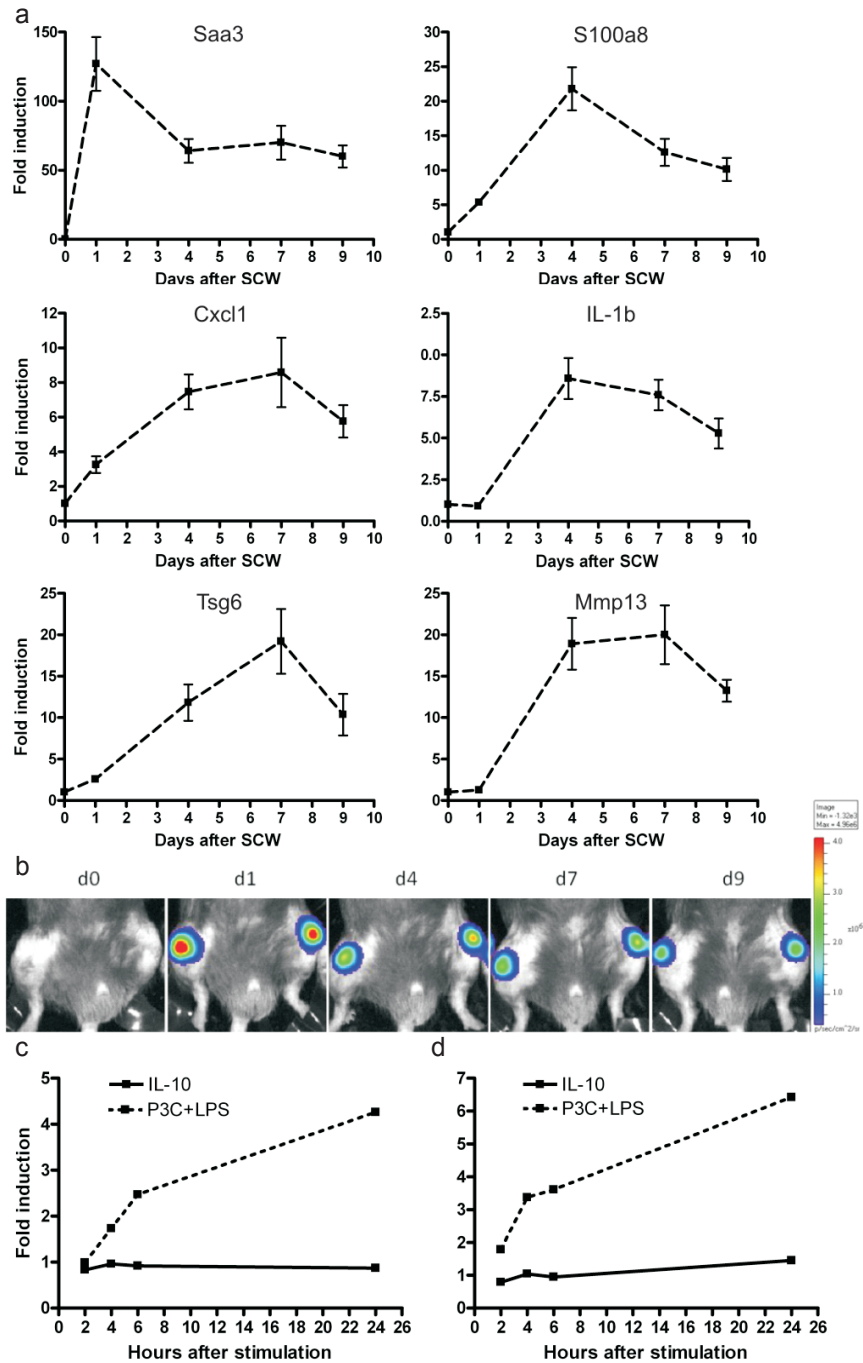 a
Saa3
150
100
50
0
Fold induction
0 1 2 3 4 5 6 7 8 9 10
Days after SCW
S100a8
30
25
20
15
10
5
0
0 1 2 3 4 5 6 7 8 9 10
Days after SCW
Cxcl1
12
10
8
6
4
2
0
Fold induction
0 1 2 3 4 5 6 7 8 9 10
Days after SCW
IL-1b
2.5
0.0
7.5
5.0
2.5
0.0
0 1 2 3 4 5 6 7 8 9 10
Days after SCW
Tsg6
25
20
15
10
5
0
Fold induction
0 1 2 3 4 5 6 7 8 9 10
Days after SCW
Mmp13
25
20
15
10
5
0
0 1 2 3 4 5 6 7 8 9 10
Days after SCW
Image
Min = -1.32e3
Max = 4.96e6
4.0
3.0
x10⁶
2.0
1.0
p/sec/cm^2/sr
b
d0 d1 d4 d7 d9
c
IL-10
P3C+LPS
5
4
3
2
1
0
Fold induction
0 2 4 6 8 10 12 14 16 18 20 22 24 26
Hours after stimulation
d
IL-10
P3C+LPS
7
6
5
4
3
2
1
0
0 2 4 6 8 10 12 14 16 18 20 22 24 26
Hours after stimulation